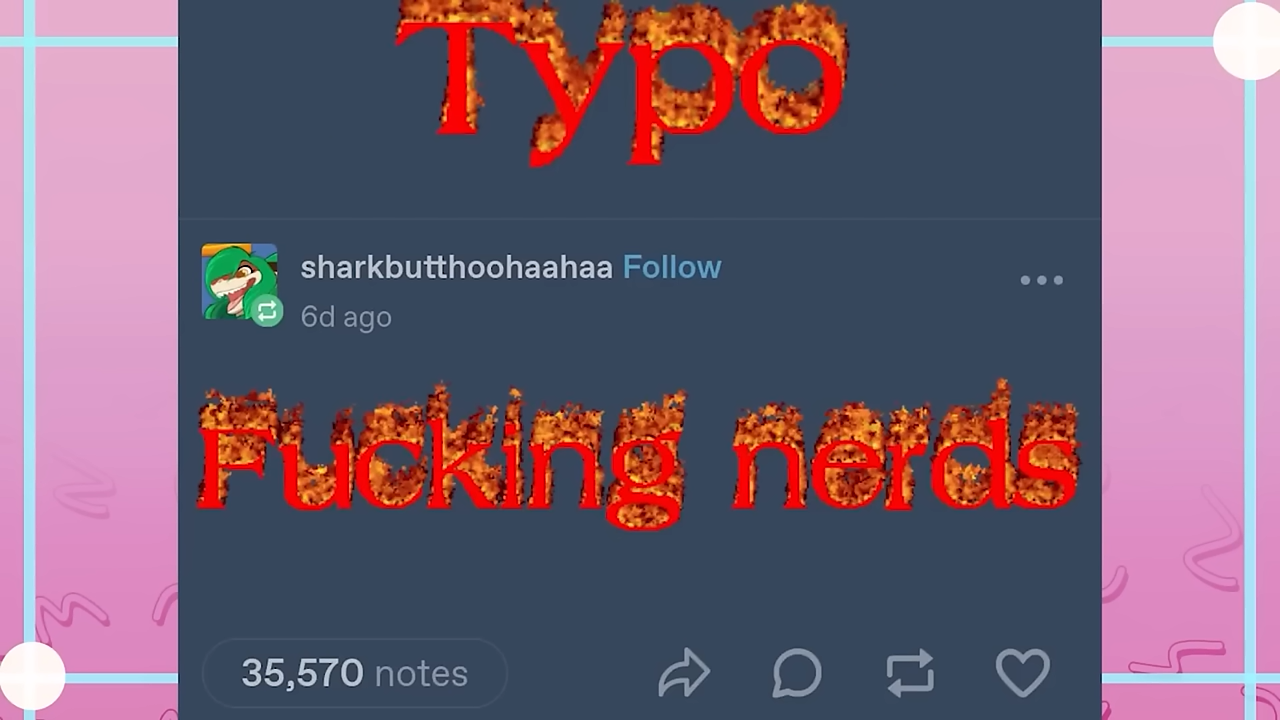 Typo
sharkbutthoohaahaa Follow
6d ago
Fucking nerds
35,570 notes